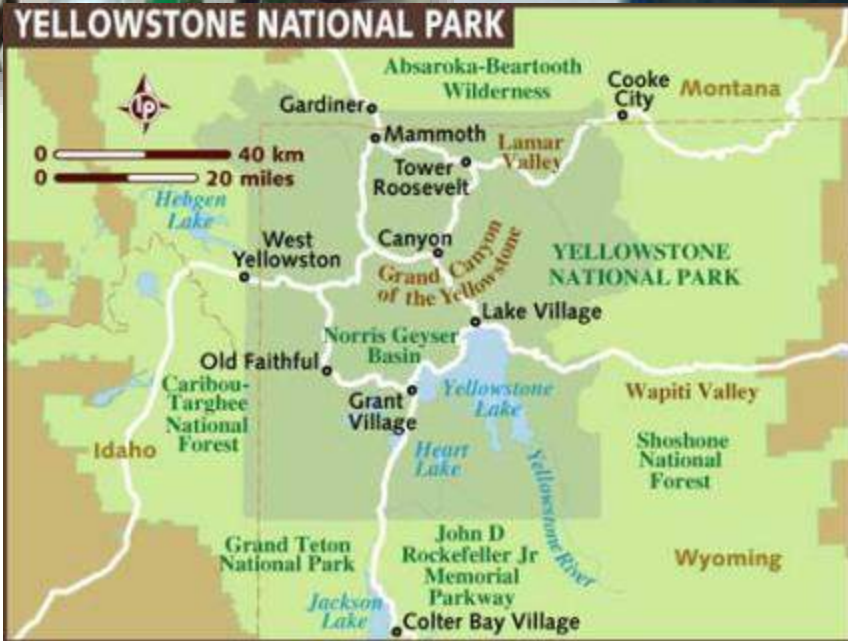 YELLOWSTONE NATIONAL PARK
Absaroka-Beartooth
Wilderness
Cooke
City
Montana
Gardiner
lp
Mammoth
Lamar
Valley
0 40 km
0 20 miles
Tower
Roosevelt
Hebgen
Lake
West
Yellowston
Canyon
Grand Canyon
of the Yellowstone
YELLOWSTONE
NATIONAL PARK
Lake Village
Norris Geyser
Basin
Old Faithful
Caribou-
Targhee
National
Forest
Grant
Village
Yellowstone
Lake
Wapiti Valley
Idaho
Heart
Lake
Yellowstone River
Shoshone
National
Forest
Grand Teton
National Park
John D
Rockefeller Jr
Memorial
Parkway
Wyoming
Jackson
Lake
Colter Bay Village